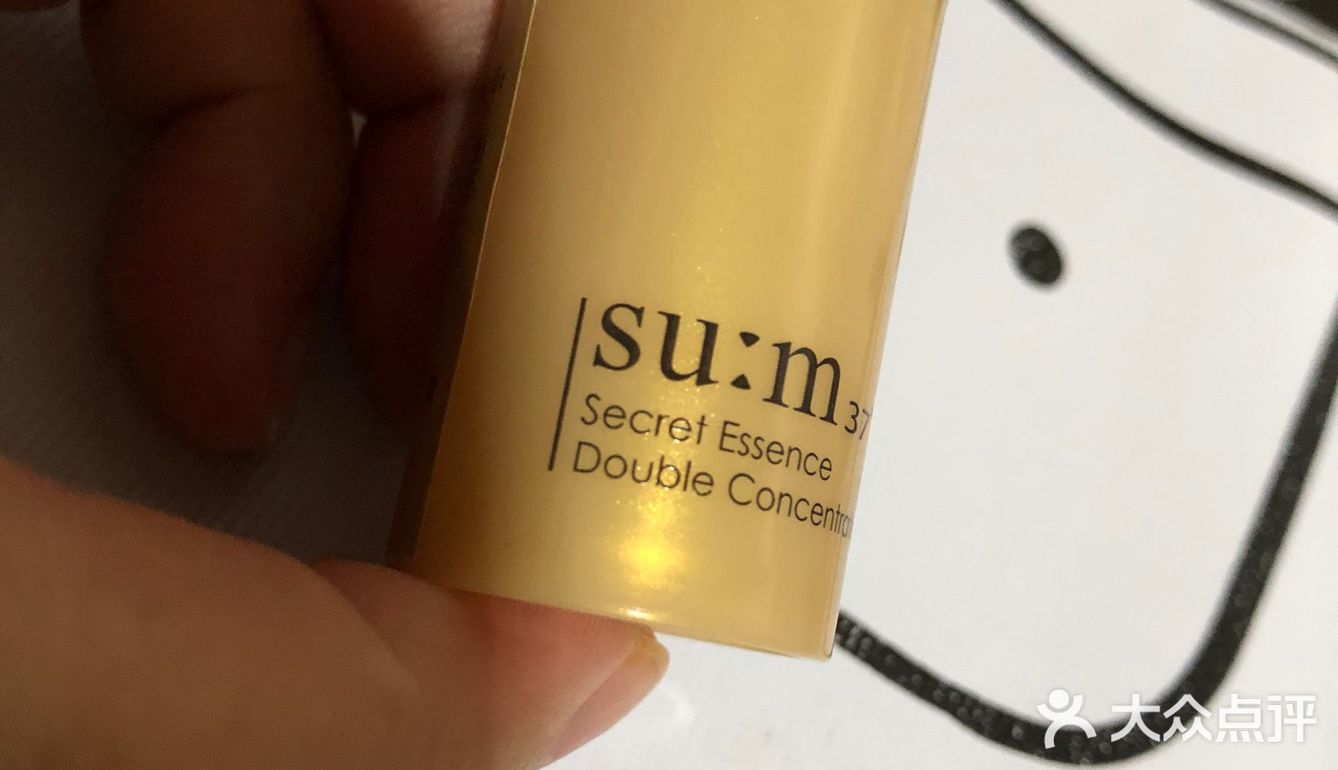 su:m37
Secret Essence
Double Concentra
大众点评